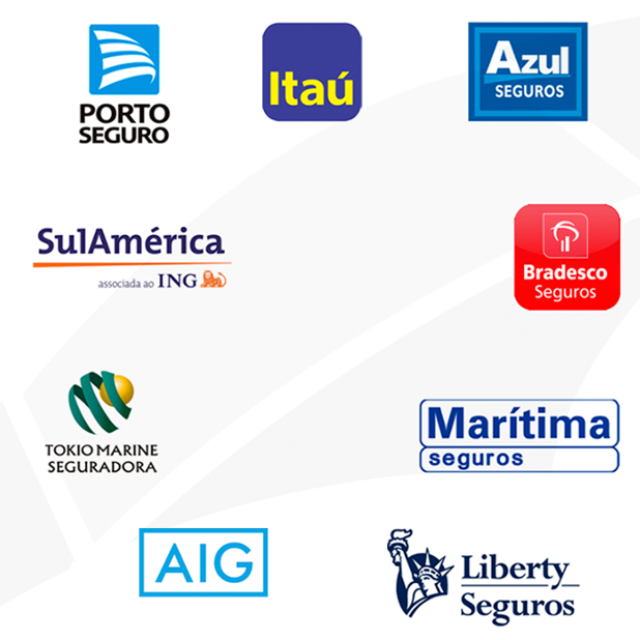 PORTO
SEGURO
Itaú
Azul
SEGUROS
SulAmérica
associada ao ING
Bradesco
Seguros
TOKIO MARINE
SEGURADORA
Marítima
seguros
AIG
Liberty
Seguros